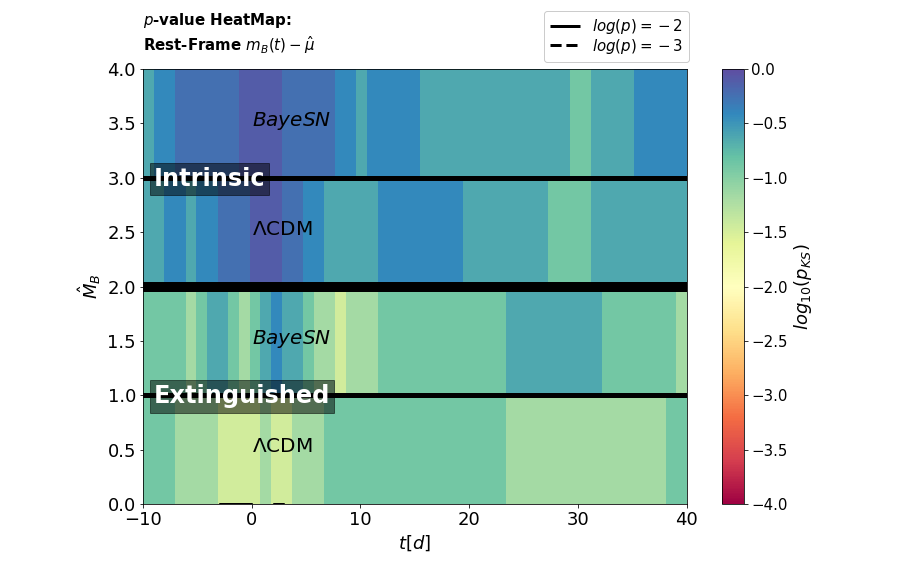 p-value HeatMap:
Rest-Frame m_B(t) − μ̂
log(p) = −2
log(p) = −3
4.0
3.5
3.0
2.5
2.0
1.5
1.0
0.5
0.0
M̂_B
BayeSN
Intrinsic
ΛCDM
BayeSN
Extinguished
ΛCDM
−10
0
10
20
30
40
t[d]
0.0
−0.5
−1.0
−1.5
−2.0
−2.5
−3.0
−3.5
−4.0
log₁₀(p_KS)